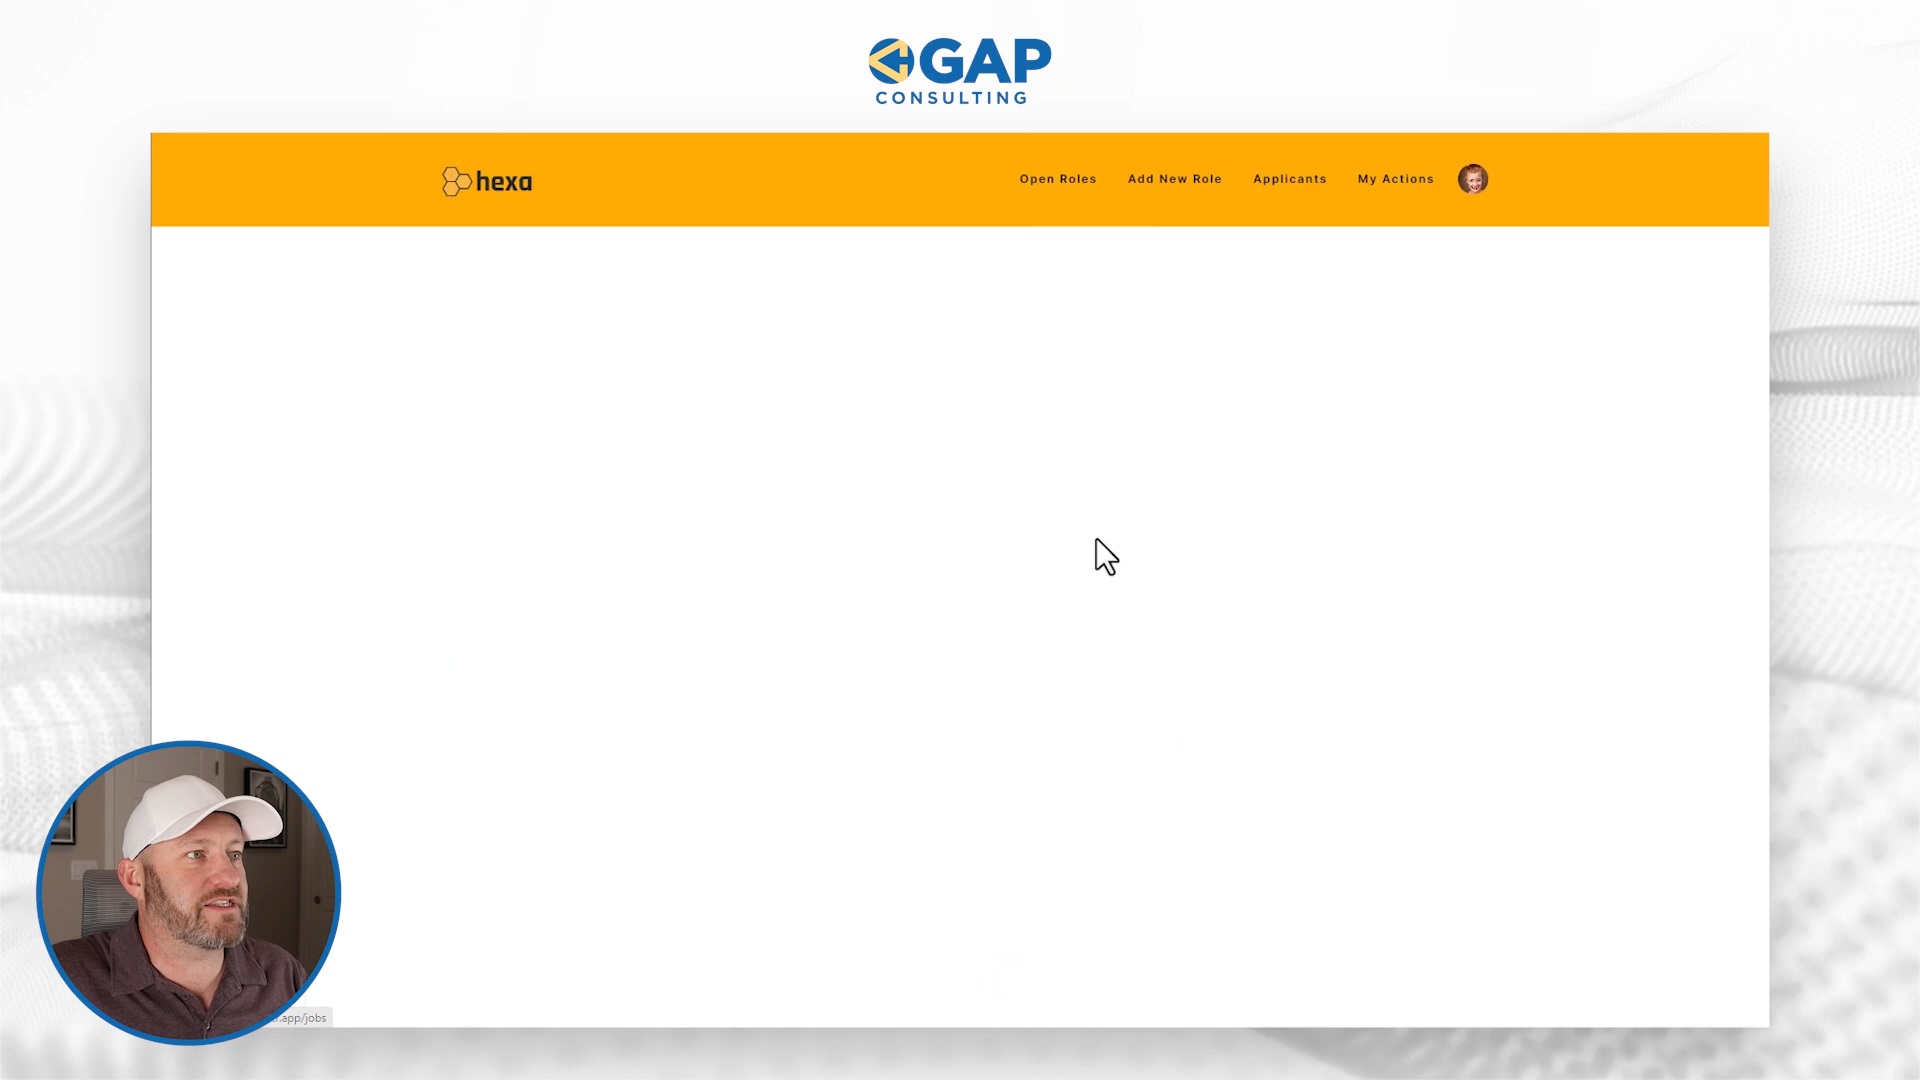 GAP
CONSULTING
hexa
Open Roles
Add New Role
Applicants
My Actions
.app/jobs